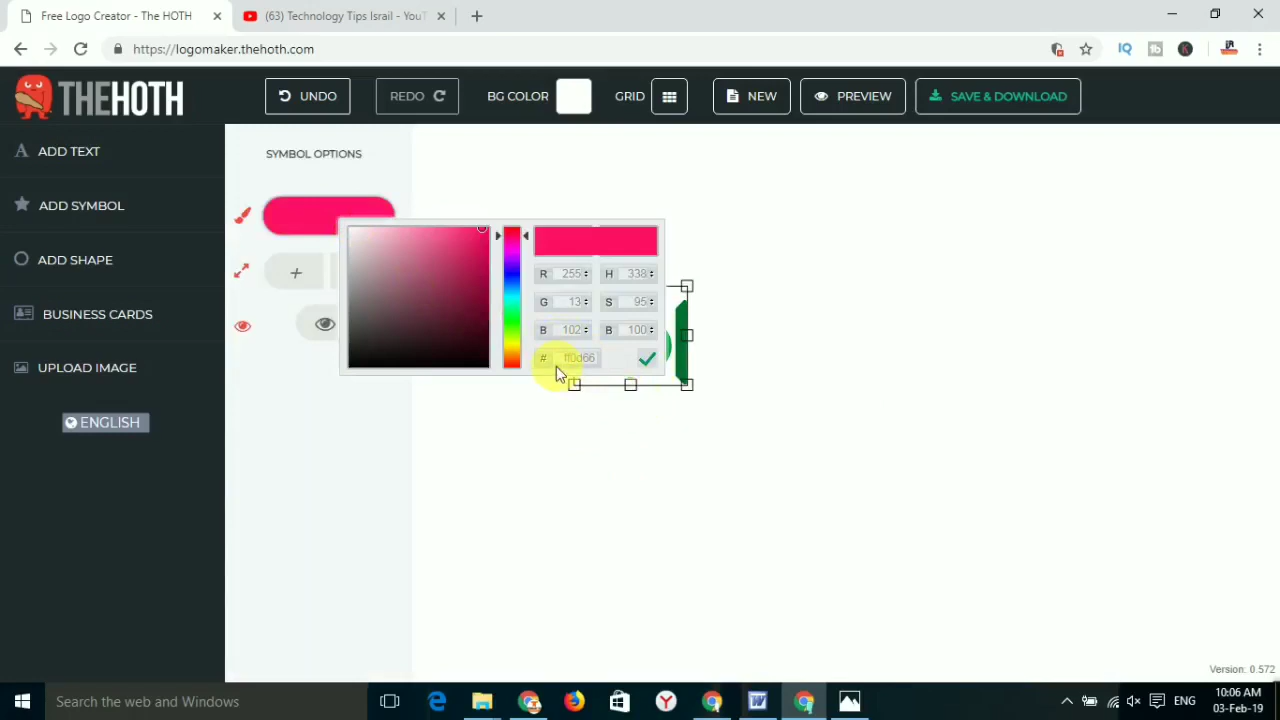 Free Logo Creator - The HOTH
(63) Technology Tips Israil - YouT
https://logomaker.thehoth.com
THEHOTH
UNDO
REDO
BG COLOR
GRID
NEW
PREVIEW
SAVE & DOWNLOAD
ADD TEXT
ADD SYMBOL
ADD SHAPE
BUSINESS CARDS
UPLOAD IMAGE
ENGLISH
SYMBOL OPTIONS
R 255 H 338
G 13 S 95
B 102 B 100
# ff0d66
Version: 0.572
Search the web and Windows
ENG
10:06 AM
03-Feb-19